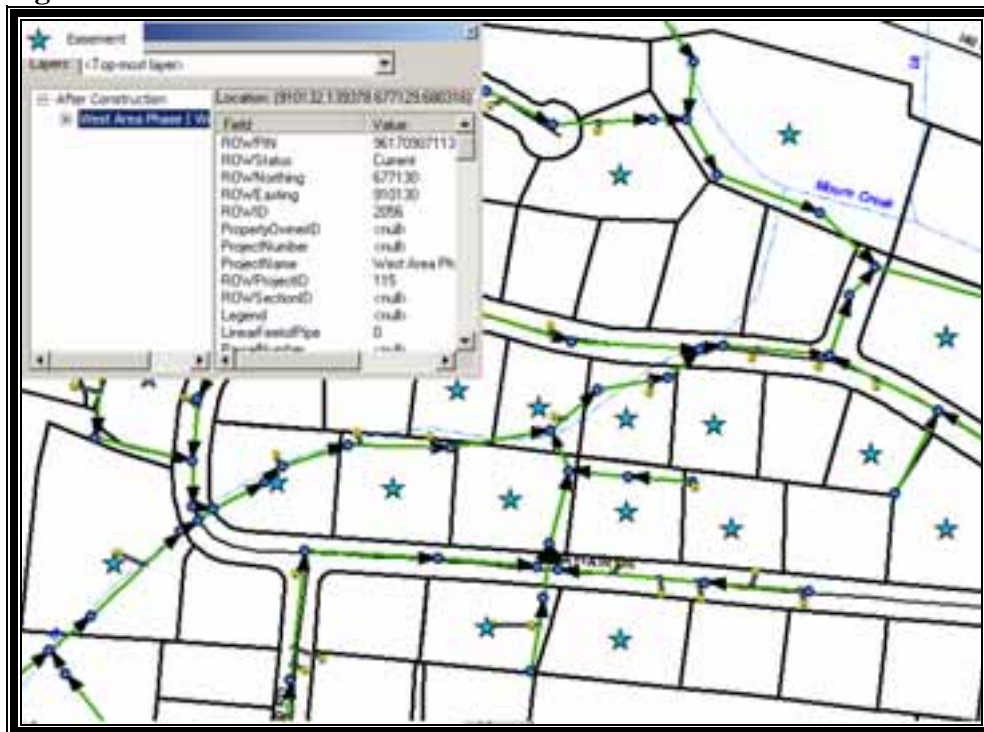 Easement
Layers: <Top-most layer>
After Construction
West Area Phase I W
Location: (910132.139378 677129.680316)
Field Value
ROWPIN 96170907113
ROWStatus Current
ROWNorthing 677130
ROWEasting 910130
ROWID 2056
PropertyOwnerID <null>
ProjectNumber <null>
ProjectName West Area Ph
ROWProjectID 115
ROWSectionID <null>
Legend <null>
LinearFeetofPipe 0
<null>
Creek